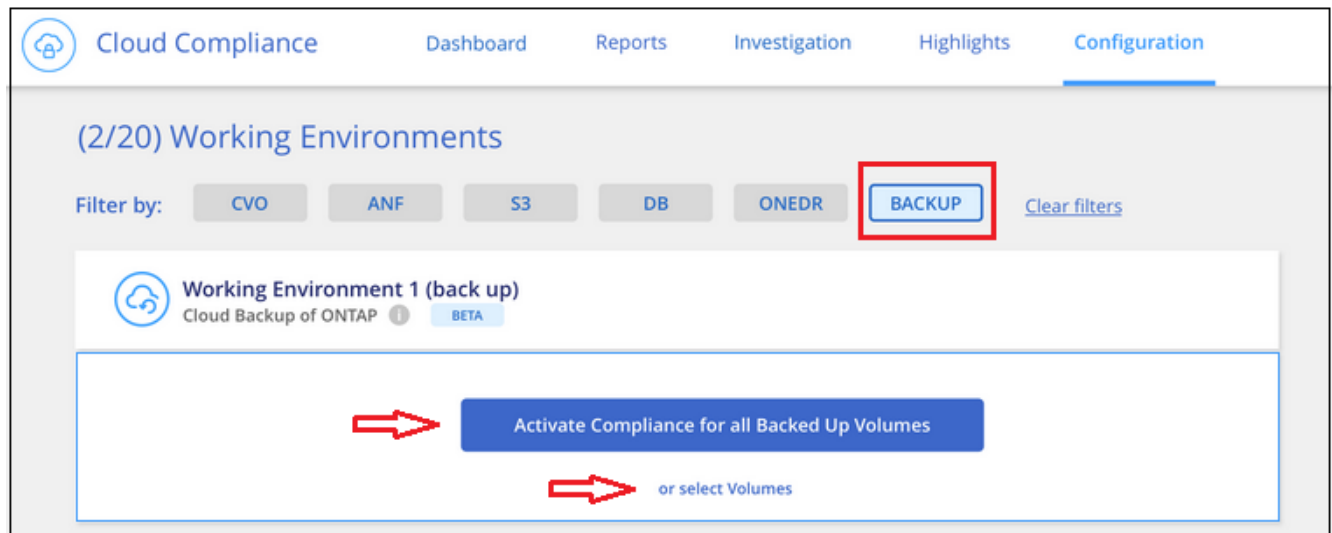 Cloud Compliance Dashboard Reports Investigation Highlights Configuration
(2/20) Working Environments
Filter by: CVO ANF S3 DB ONEDR BACKUP Clear filters
Working Environment 1 (back up)
Cloud Backup of ONTAP i BETA
Activate Compliance for all Backed Up Volumes
or select Volumes